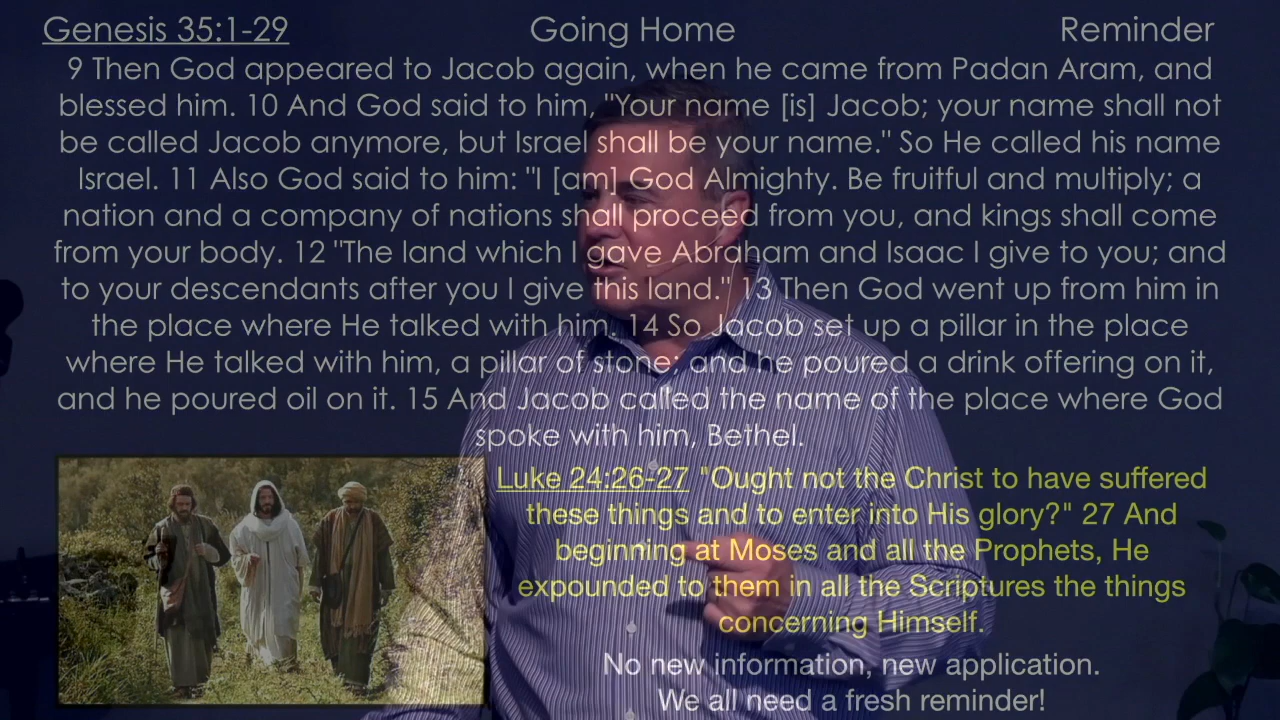 Genesis 35:1-29 Going Home Reminder
9 Then God appeared to Jacob again, when he came from Padan Aram, and
blessed him. 10 And God said to him, "Your name [is] Jacob; your name shall not
be called Jacob anymore, but Israel shall be your name." So He called his name
Israel. 11 Also God said to him: "I [am] God Almighty. Be fruitful and multiply; a
nation and a company of nations shall proceed from you, and kings shall come
from your body. 12 "The land which I gave Abraham and Isaac I give to you; and
to your descendants after you I give this land." 13 Then God went up from him in
the place where He talked with him. 14 So Jacob set up a pillar in the place
where He talked with him, a pillar of stone; and he poured a drink offering on it,
and he poured oil on it. 15 And Jacob called the name of the place where God
spoke with him, Bethel.
Luke 24:26-27 "Ought not the Christ to have suffered
these things and to enter into His glory?" 27 And
beginning at Moses and all the Prophets, He
expounded to them in all the Scriptures the things
concerning Himself.
No new information, new application.
We all need a fresh reminder!